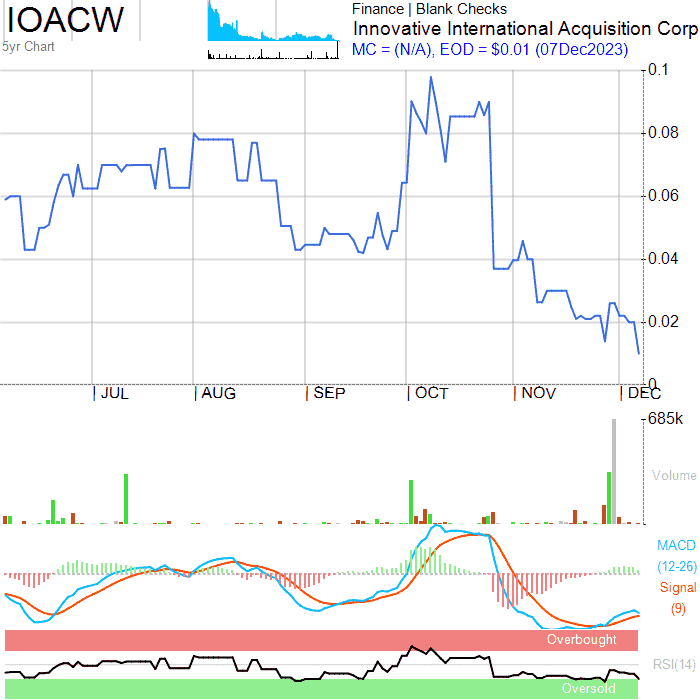 IOACW
5yr Chart
Finance | Blank Checks
Innovative International Acquisition Corp
MC = (N/A), EOD = $0.01 (07Dec2023)
0.1
0.08
0.06
0.04
0.02
0
JUL AUG SEP OCT NOV DEC
685k
Volume
MACD
(12-26)
Signal
(9)
Overbought
RSI(14)
Oversold